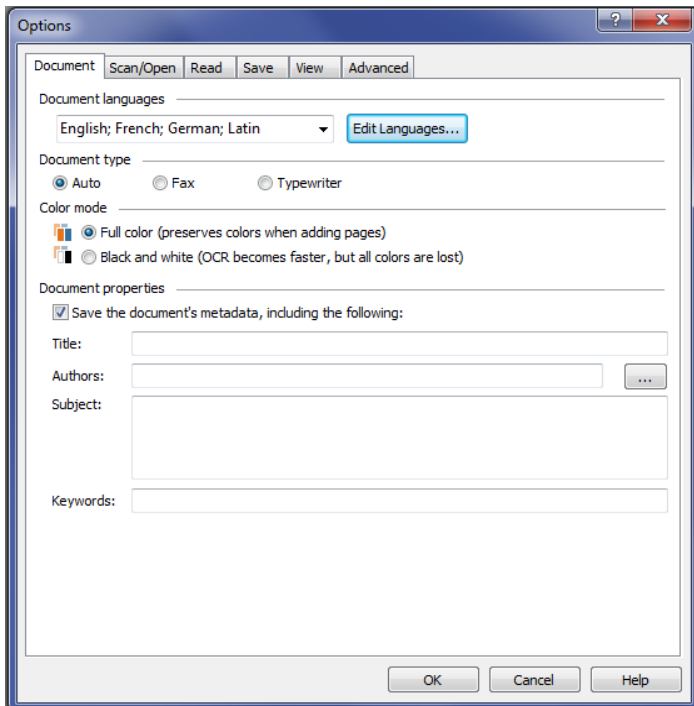 Options
?
X
Document Scan/Open Read Save View Advanced
Document languages
English; French; German; Latin Edit Languages...
Document type
Auto Fax Typewriter
Color mode
Full color (preserves colors when adding pages)
Black and white (OCR becomes faster, but all colors are lost)
Document properties
Save the document's metadata, including the following:
Title:
Authors: ...
Subject:
Keywords:
OK Cancel Help